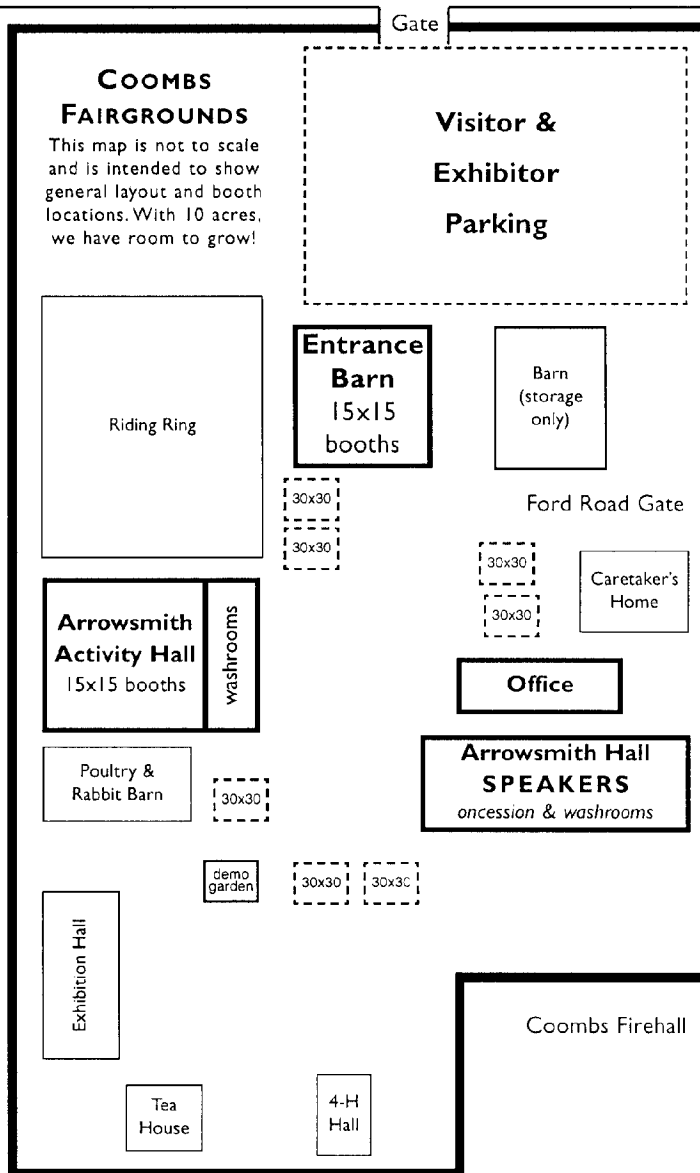 Gate
COOMBS
FAIRGROUNDS
This map is not to scale
and is intended to show
general layout and booth
locations. With 10 acres,
we have room to grow!
Visitor &
Exhibitor
Parking
Riding Ring
Entrance
Barn
15x15
booths
Barn
(storage
only)
30x30
30x30
Ford Road Gate
30x30
30x30
Caretaker's
Home
Arrowsmith
Activity Hall
15x15 booths
washrooms
Office
Poultry &
Rabbit Barn
30x30
Arrowsmith Hall
SPEAKERS
oncession & washrooms
demo
garden
30x30
30x30
Exhibition Hall
Coombs Firehall
Tea
House
4-H
Hall